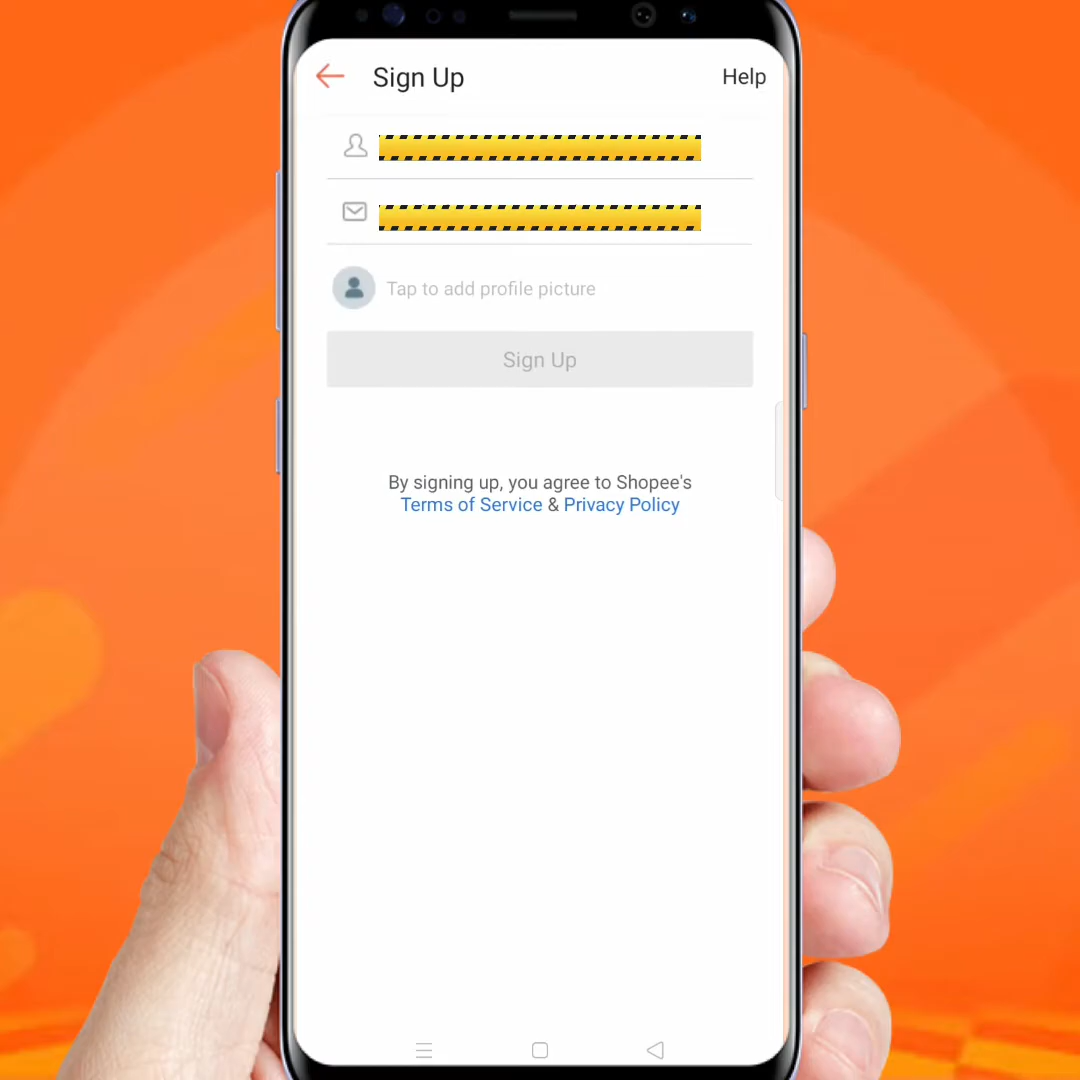 Sign Up
Help
Tap to add profile picture
Sign Up
By signing up, you agree to Shopee's
Terms of Service & Privacy Policy